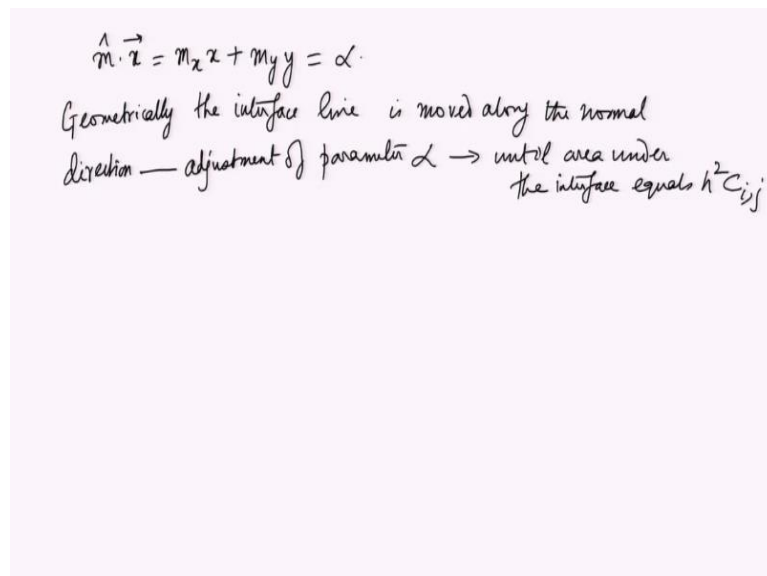 m̂·x⃗ = mₓx + m_y y = α.
Geometrically the interface line is moved along the normal
direction — adjustment of parameter α → until area under
the interface equals h²C_{i,j}